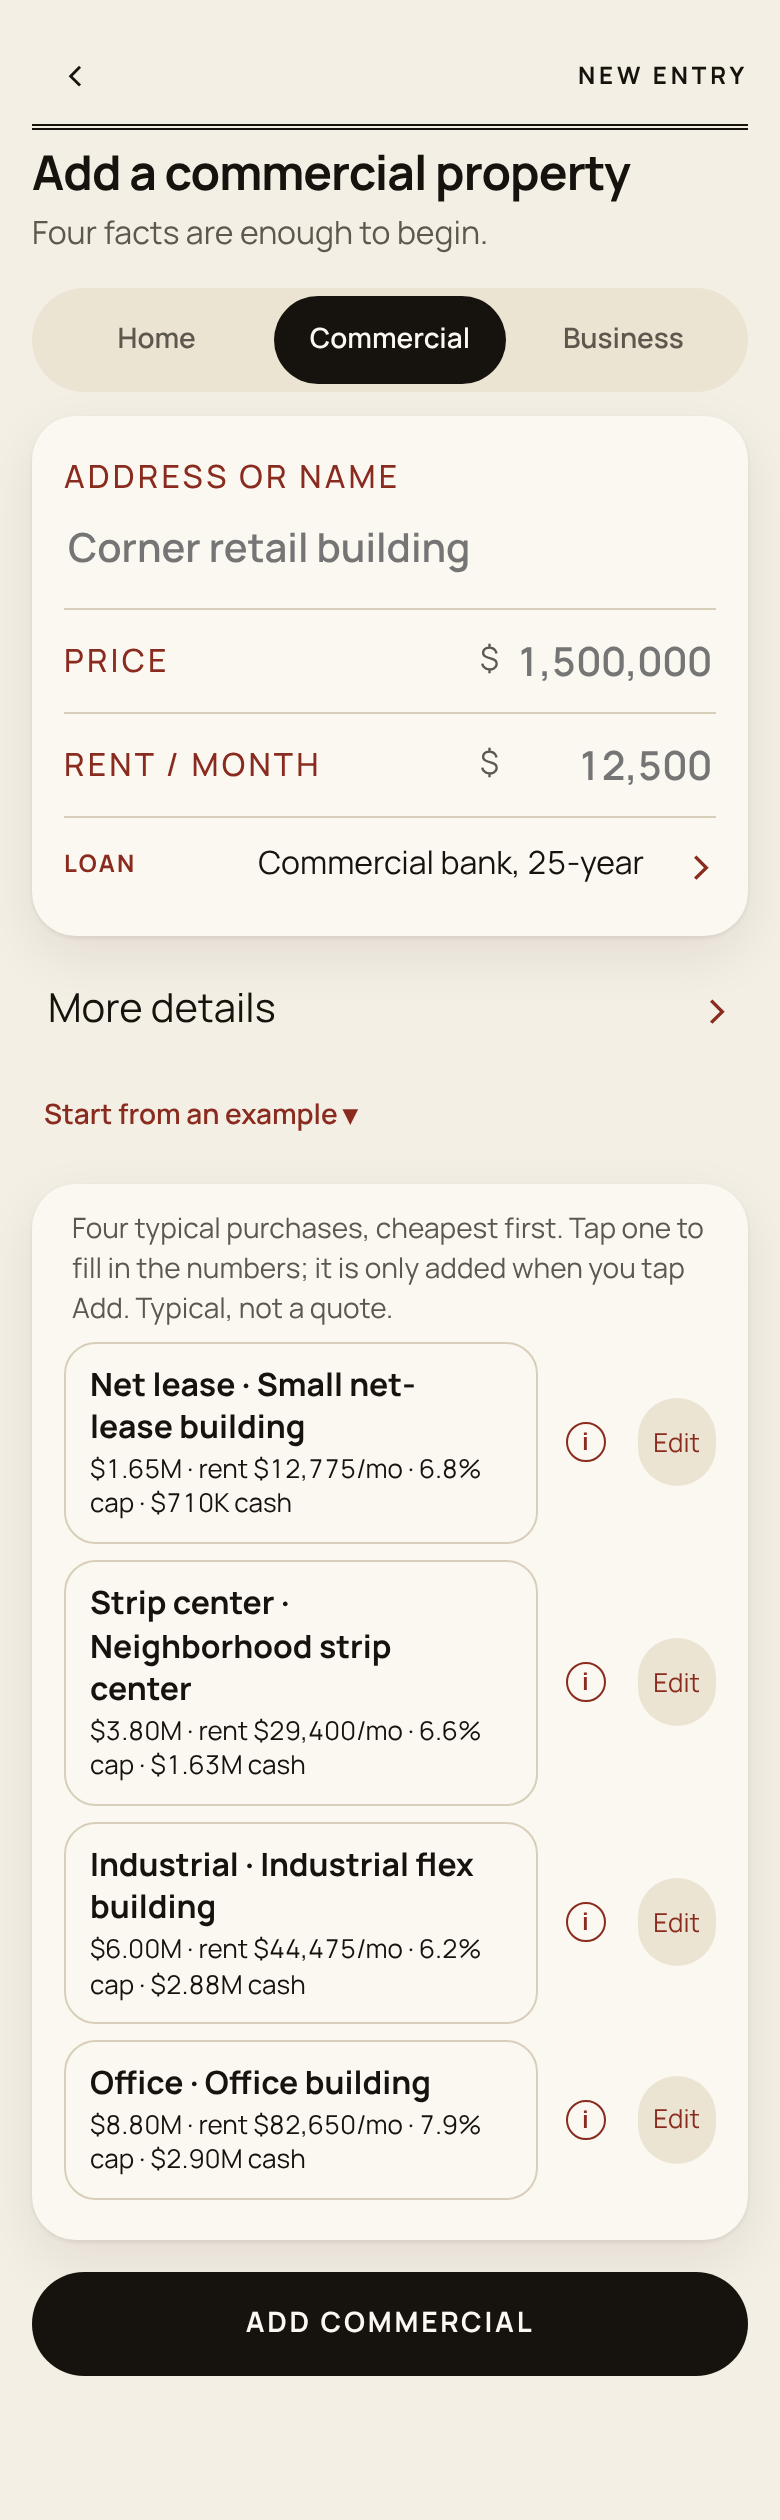 NEW ENTRY
Add a commercial property
Four facts are enough to begin.
Home Commercial Business
ADDRESS OR NAME
Corner retail building
PRICE $ 1,500,000
RENT / MONTH $ 12,500
LOAN Commercial bank, 25-year
More details
Start from an example ▾
Four typical purchases, cheapest first. Tap one to
fill in the numbers; it is only added when you tap
Add. Typical, not a quote.
Net lease · Small net-
lease building
$1.65M · rent $12,775/mo · 6.8%
cap · $710K cash
i Edit
Strip center ·
Neighborhood strip
center
$3.80M · rent $29,400/mo · 6.6%
cap · $1.63M cash
i Edit
Industrial · Industrial flex
building
$6.00M · rent $44,475/mo · 6.2%
cap · $2.88M cash
i Edit
Office · Office building
$8.80M · rent $82,650/mo · 7.9%
cap · $2.90M cash
i Edit
ADD COMMERCIAL